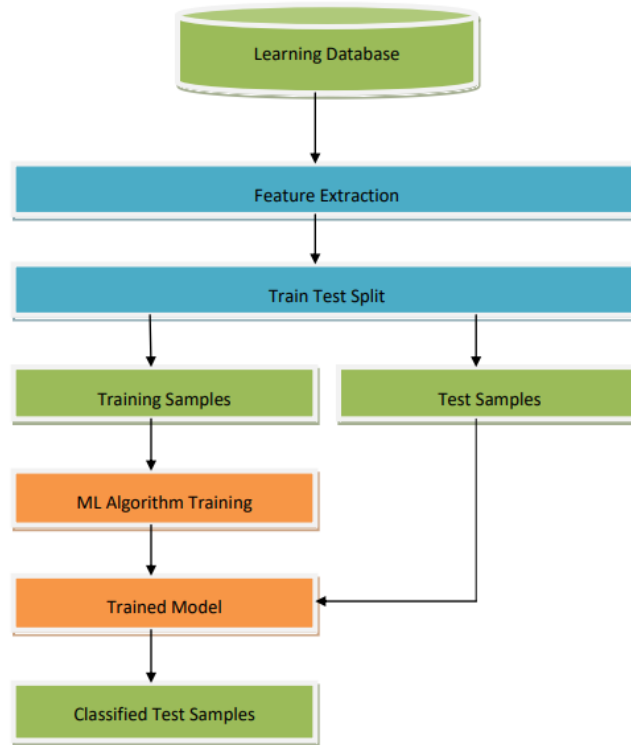 Learning Database
Feature Extraction
Train Test Split
Training Samples
Test Samples
ML Algorithm Training
Trained Model
Classified Test Samples